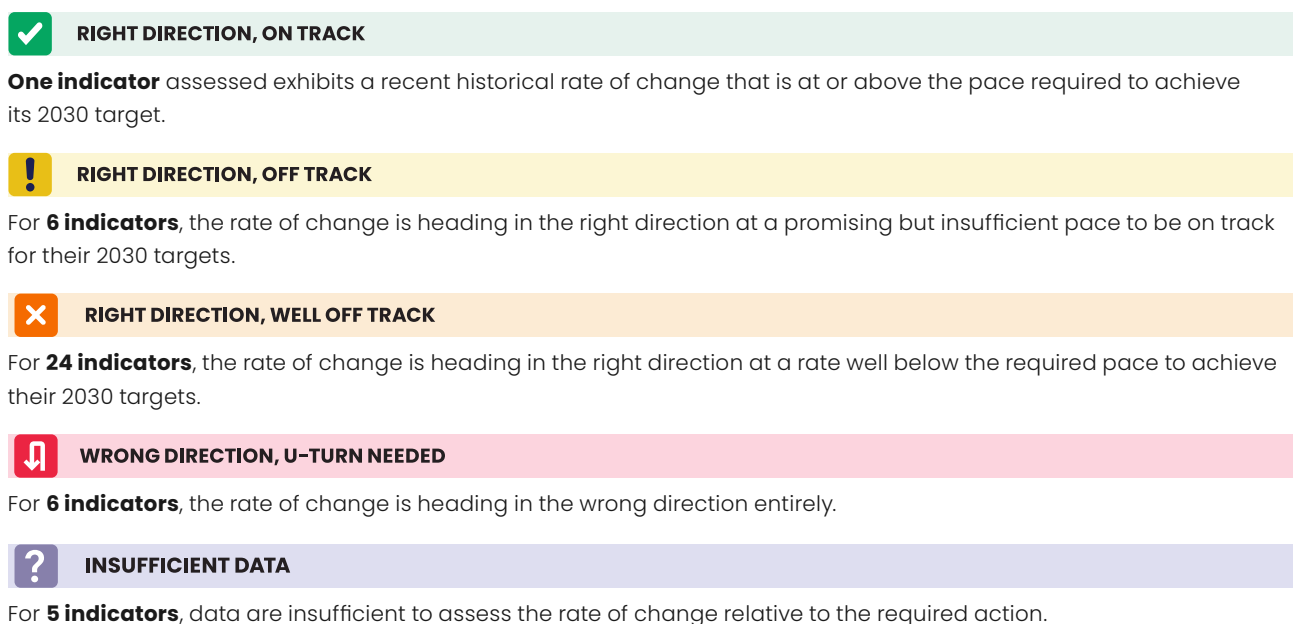 RIGHT DIRECTION, ON TRACK
One indicator assessed exhibits a recent historical rate of change that is at or above the pace required to achieve
its 2030 target.
RIGHT DIRECTION, OFF TRACK
For 6 indicators, the rate of change is heading in the right direction at a promising but insufficient pace to be on track
for their 2030 targets.
RIGHT DIRECTION, WELL OFF TRACK
For 24 indicators, the rate of change is heading in the right direction at a rate well below the required pace to achieve
their 2030 targets.
WRONG DIRECTION, U-TURN NEEDED
For 6 indicators, the rate of change is heading in the wrong direction entirely.
INSUFFICIENT DATA
For 5 indicators, data are insufficient to assess the rate of change relative to the required action.